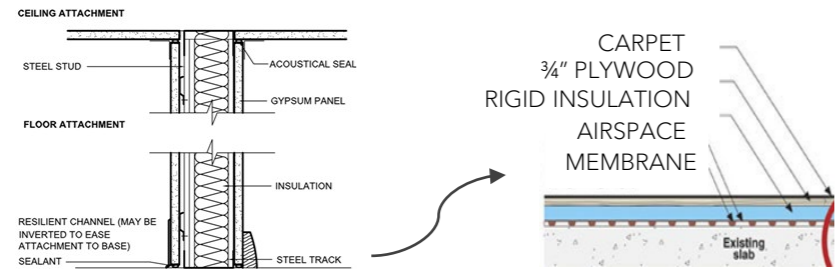 CEILING ATTACHMENT
STEEL STUD
ACOUSTICAL SEAL
GYPSUM PANEL
FLOOR ATTACHMENT
INSULATION
RESILIENT CHANNEL (MAY BE
INVERTED TO EASE
ATTACHMENT TO BASE)
SEALANT
STEEL TRACK
CARPET
¾" PLYWOOD
RIGID INSULATION
AIRSPACE
MEMBRANE
Existing
slab